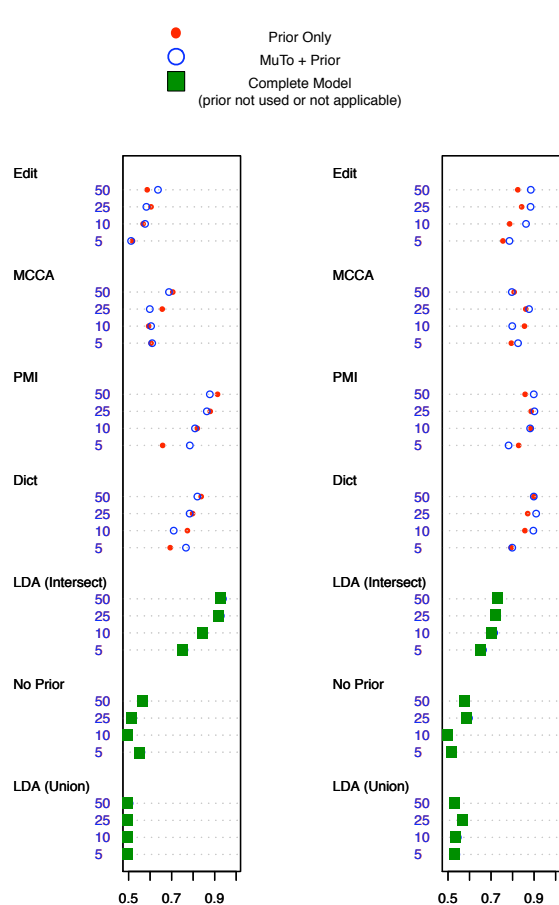 Prior Only
MuTo + Prior
Complete Model
(prior not used or not applicable)
Edit
50
25
10
5
MCCA
50
25
10
5
PMI
50
25
10
5
Dict
50
25
10
5
LDA (Intersect)
50
25
10
5
No Prior
50
25
10
5
LDA (Union)
50
25
10
5
0.5 0.7 0.9
Edit
50
25
10
5
MCCA
50
25
10
5
PMI
50
25
10
5
Dict
50
25
10
5
LDA (Intersect)
50
25
10
5
No Prior
50
25
10
5
LDA (Union)
50
25
10
5
0.5 0.7 0.9